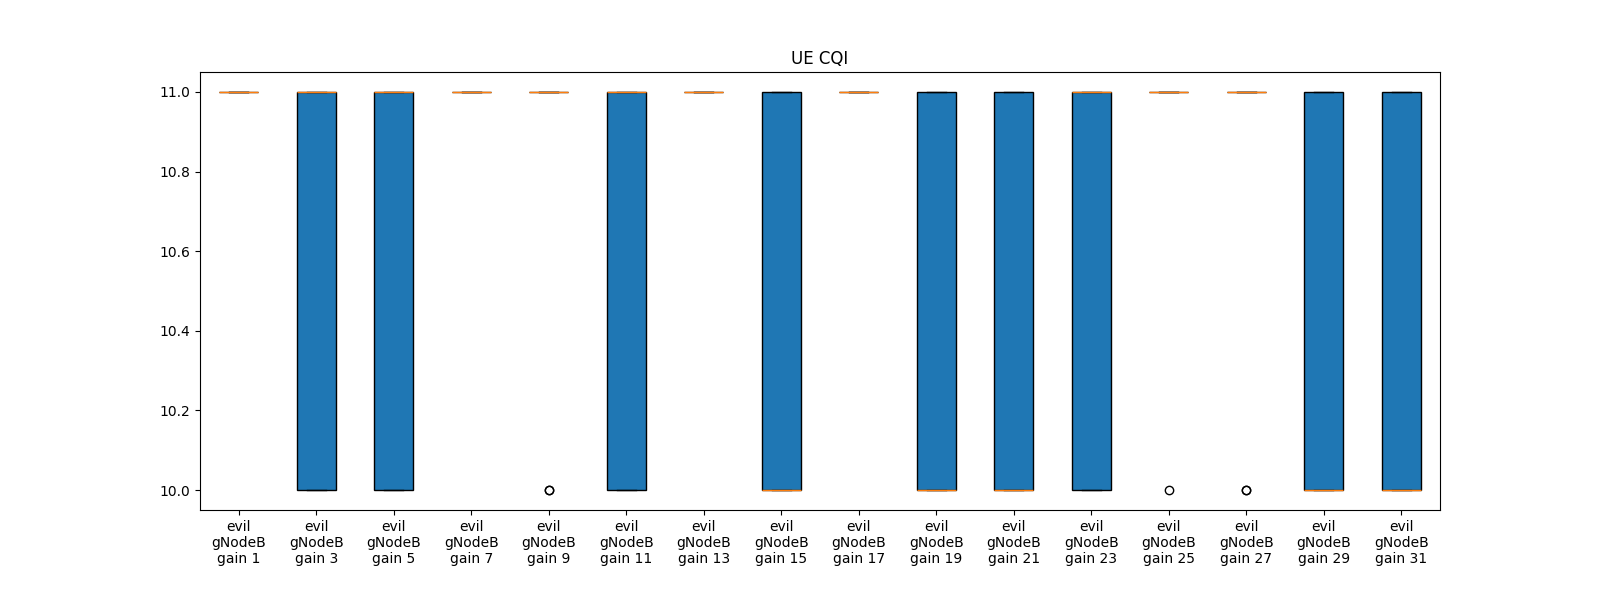 UE CQI
11.0
10.8
10.6
10.4
10.2
10.0
evil
gNodeB
gain 1
evil
gNodeB
gain 3
evil
gNodeB
gain 5
evil
gNodeB
gain 7
evil
gNodeB
gain 9
evil
gNodeB
gain 11
evil
gNodeB
gain 13
evil
gNodeB
gain 15
evil
gNodeB
gain 17
evil
gNodeB
gain 19
evil
gNodeB
gain 21
evil
gNodeB
gain 23
evil
gNodeB
gain 25
evil
gNodeB
gain 27
evil
gNodeB
gain 29
evil
gNodeB
gain 31